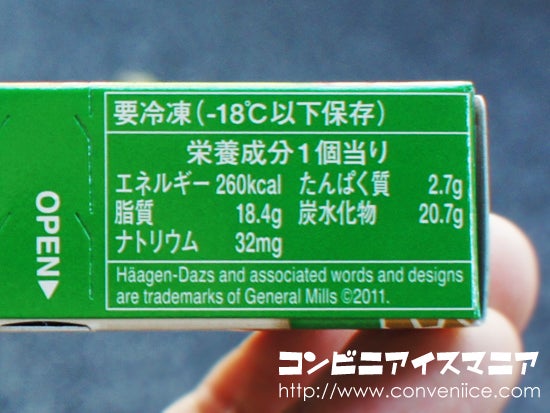 要冷凍(-18℃以下保存)
栄養成分1個当り
エネルギー 260kcal たんぱく質 2.7g
脂質 18.4g 炭水化物 20.7g
ナトリウム 32mg
Häagen-Dazs and associated words and designs
are trademarks of General Mills ©2011.
OPEN▶
コンビニアイスマニア
http://www.conveniice.com/